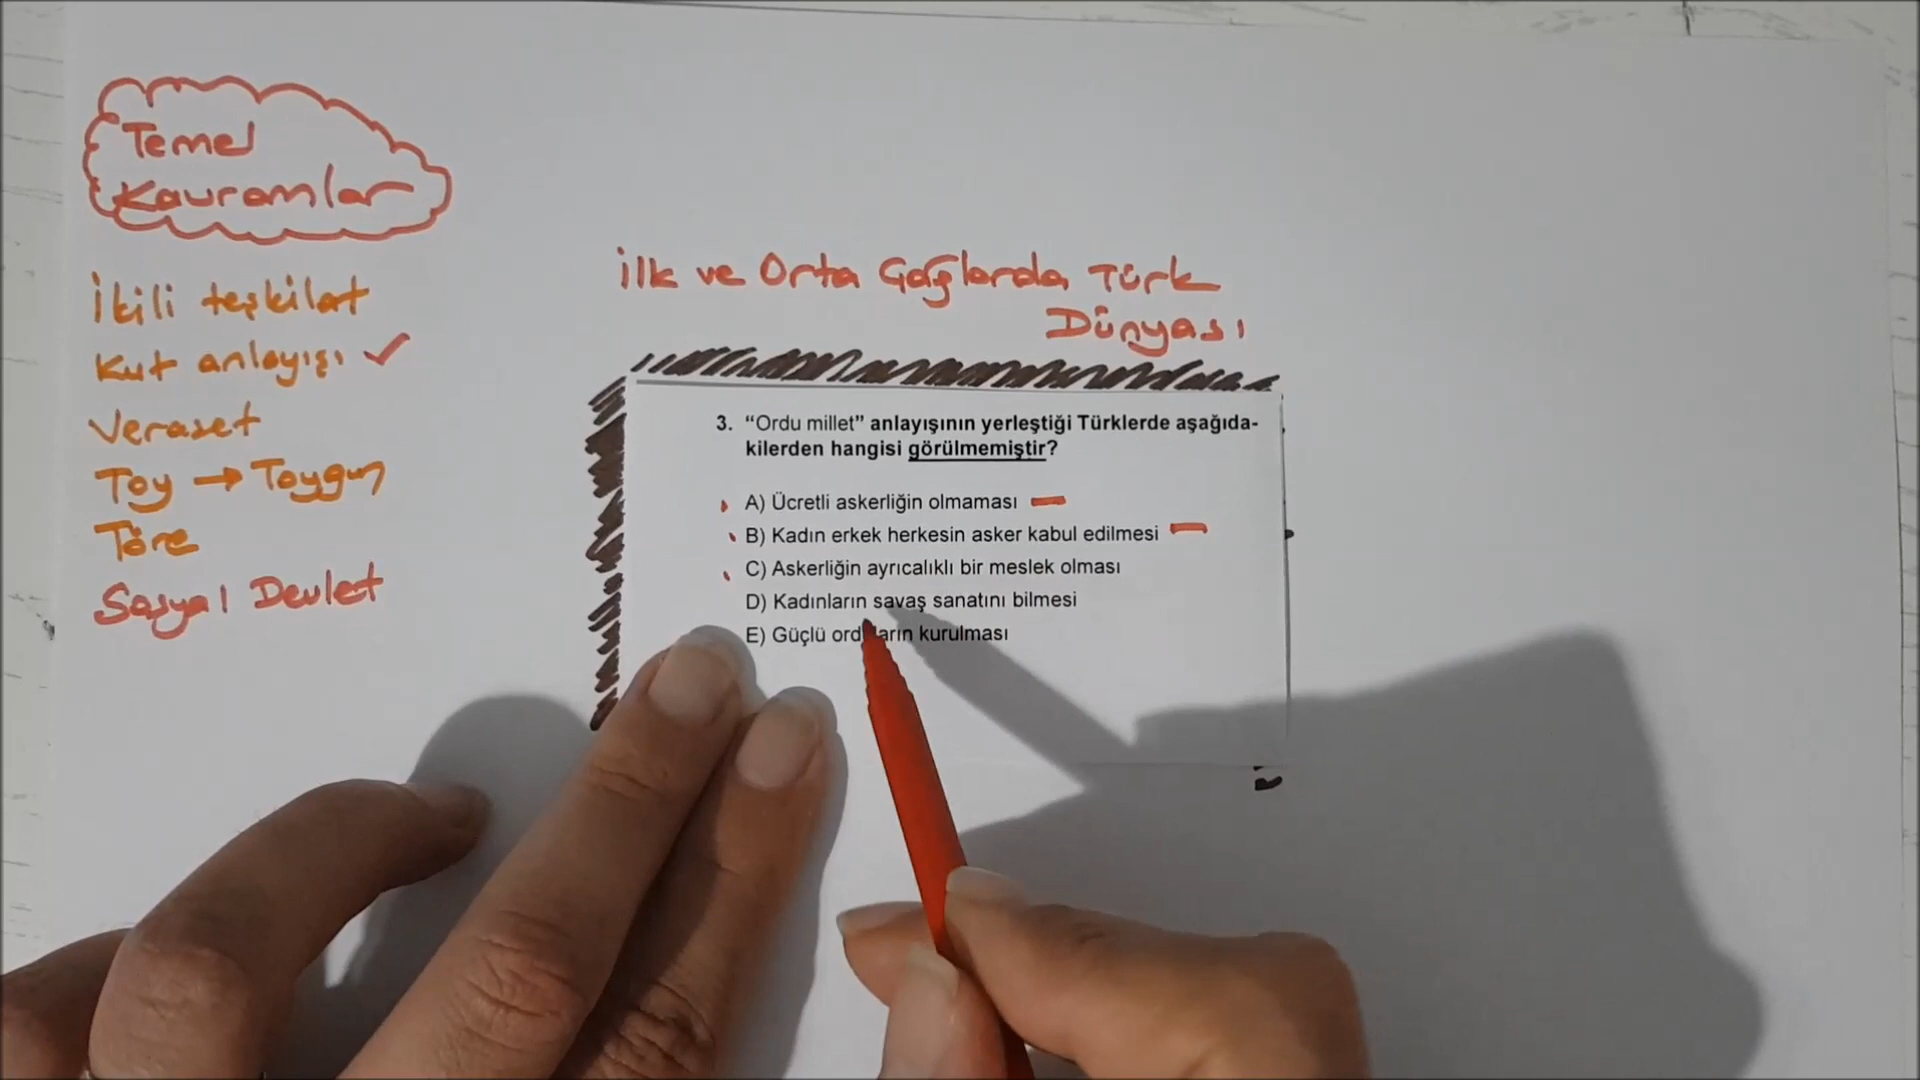 Temel
Kavramlar
İkili teşkilat
Kut anlayışı ✓
Veraset
Toy → Toygun
Töre
Sosyal Devlet
İlk ve Orta Çağlarda Türk
Dünyası
3. “Ordu millet” anlayışının yerleştiği Türklerde aşağıda-
kilerden hangisi görülmemiştir?
A) Ücretli askerliğin olmaması
B) Kadın erkek herkesin asker kabul edilmesi
C) Askerliğin ayrıcalıklı bir meslek olması
D) Kadınların savaş sanatını bilmesi
E) Güçlü orduların kurulması